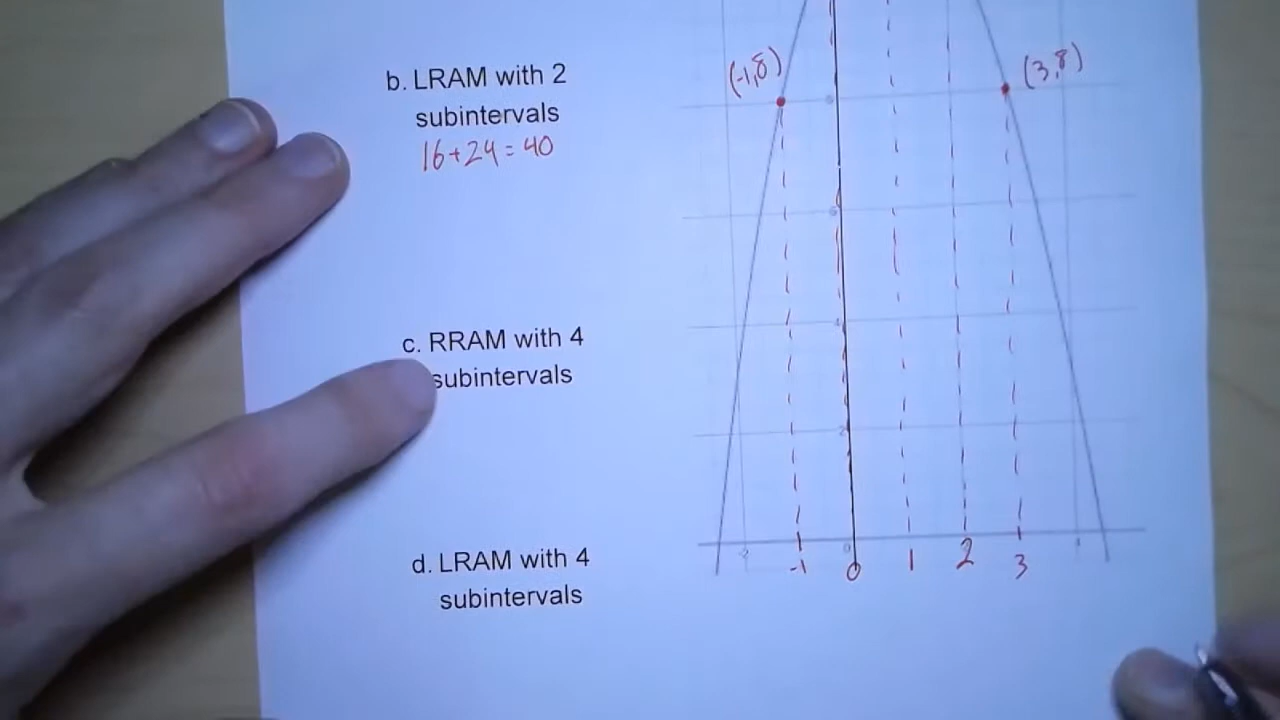 b. LRAM with 2
subintervals
16+24=40
(-1,8)
(3,8)
c. RRAM with 4
subintervals
d. LRAM with 4
subintervals
-1 0 1 2 3